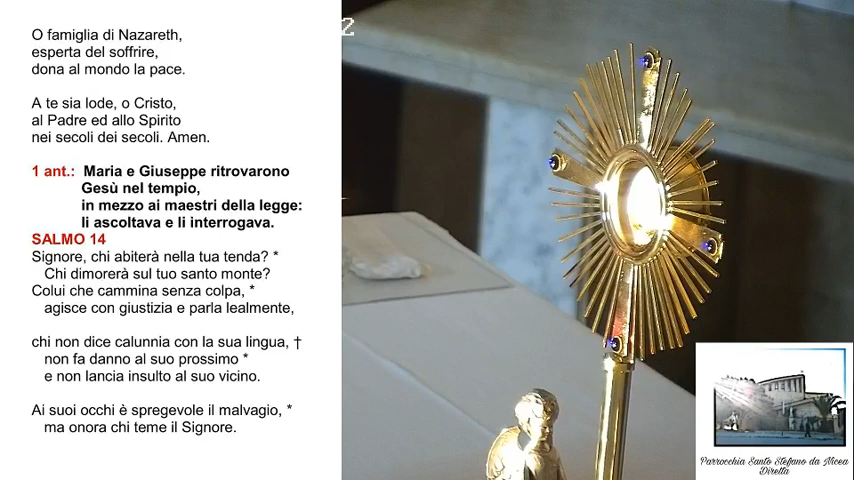 O famiglia di Nazareth,
esperta del soffrire,
dona al mondo la pace.
A te sia lode, o Cristo,
al Padre ed allo Spirito
nei secoli dei secoli. Amen.
1 ant.: Maria e Giuseppe ritrovarono
Gesù nel tempio,
in mezzo ai maestri della legge:
li ascoltava e li interrogava.
SALMO 14
Signore, chi abiterà nella tua tenda? *
Chi dimorerà sul tuo santo monte?
Colui che cammina senza colpa, *
agisce con giustizia e parla lealmente,
chi non dice calunnia con la sua lingua, †
non fa danno al suo prossimo *
e non lancia insulto al suo vicino.
Ai suoi occhi è spregevole il malvagio, *
ma onora chi teme il Signore.
2
Parrocchia Santo Stefano da Nicea
Diretta